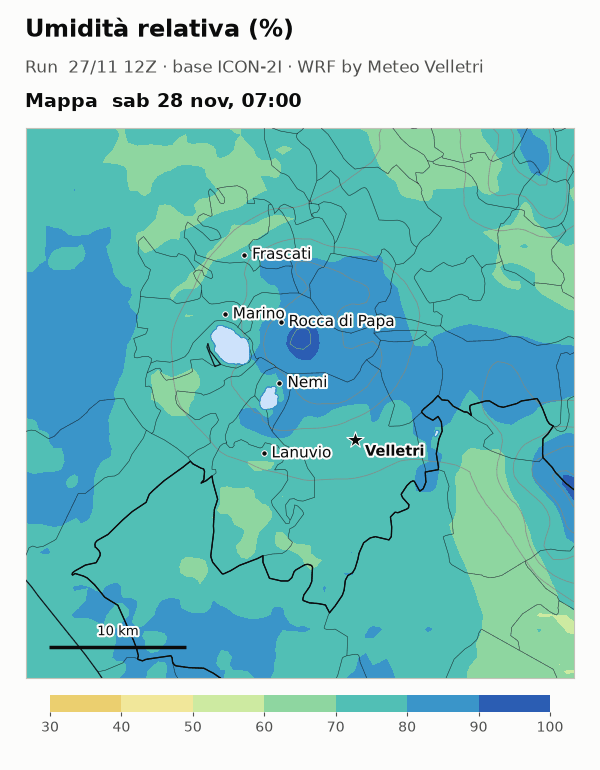 Umidità relativa (%)
Run  27/11 12Z · base ICON-2I · WRF by Meteo Velletri
Mappa  sab 28 nov, 07:00
Frascati
Marino
Rocca di Papa
Nemi
Velletri
Lanuvio
10 km
30 40 50 60 70 80 90 100